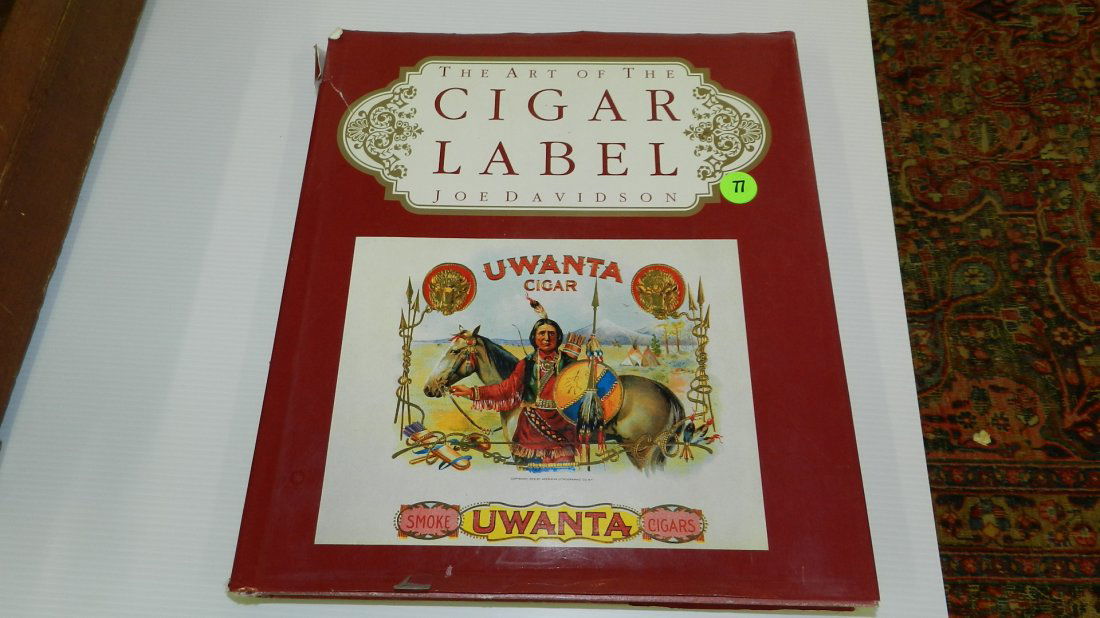 THE ART OF THE
CIGAR
LABEL
JOE DAVIDSON
77
UWANTA
CIGAR
SMOKE UWANTA CIGARS